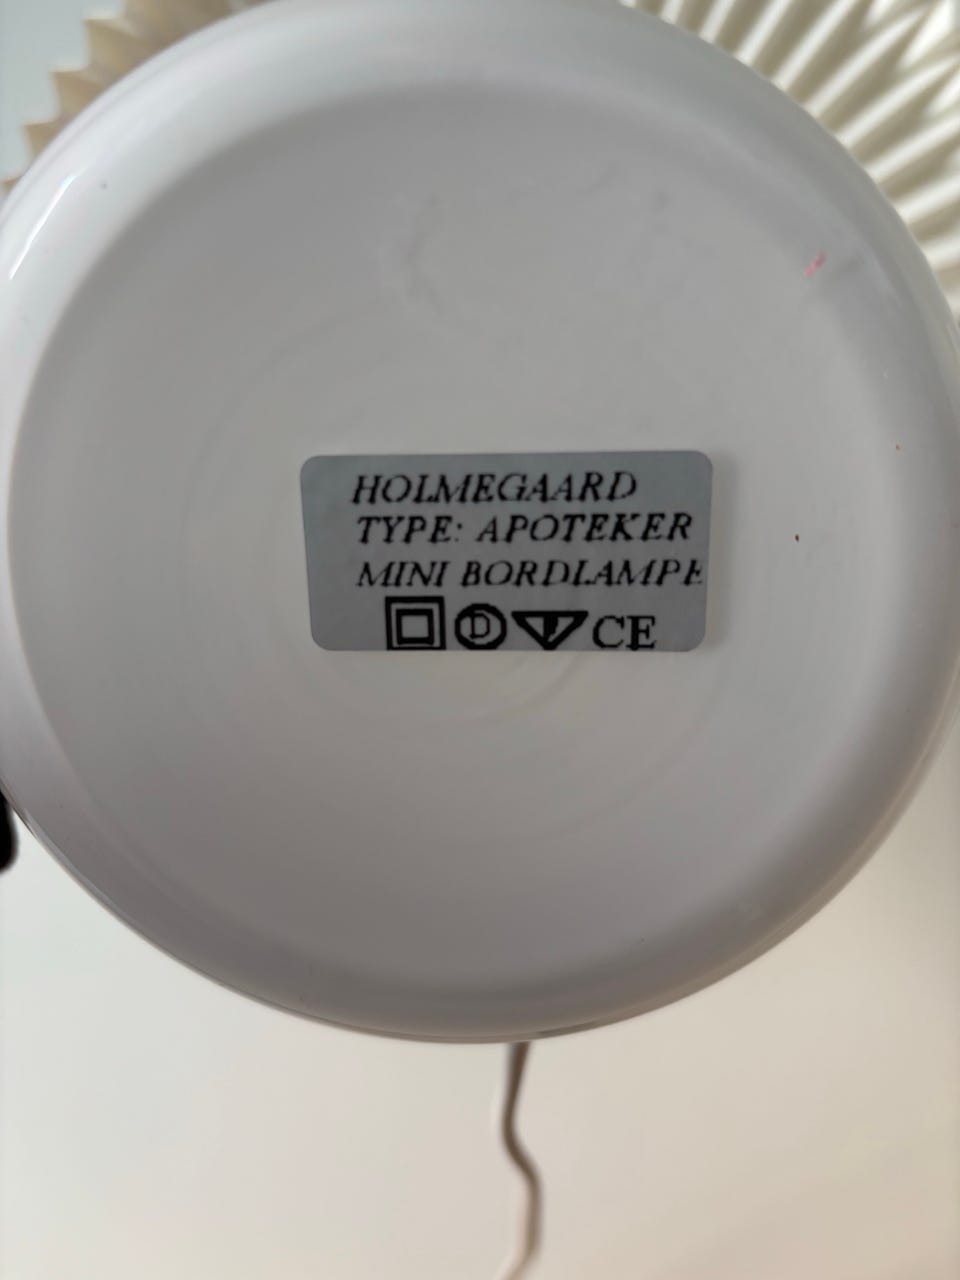 HOLMEGAARD
TYPE: APOTEKER
MINI BORDLAMPE
D F CE